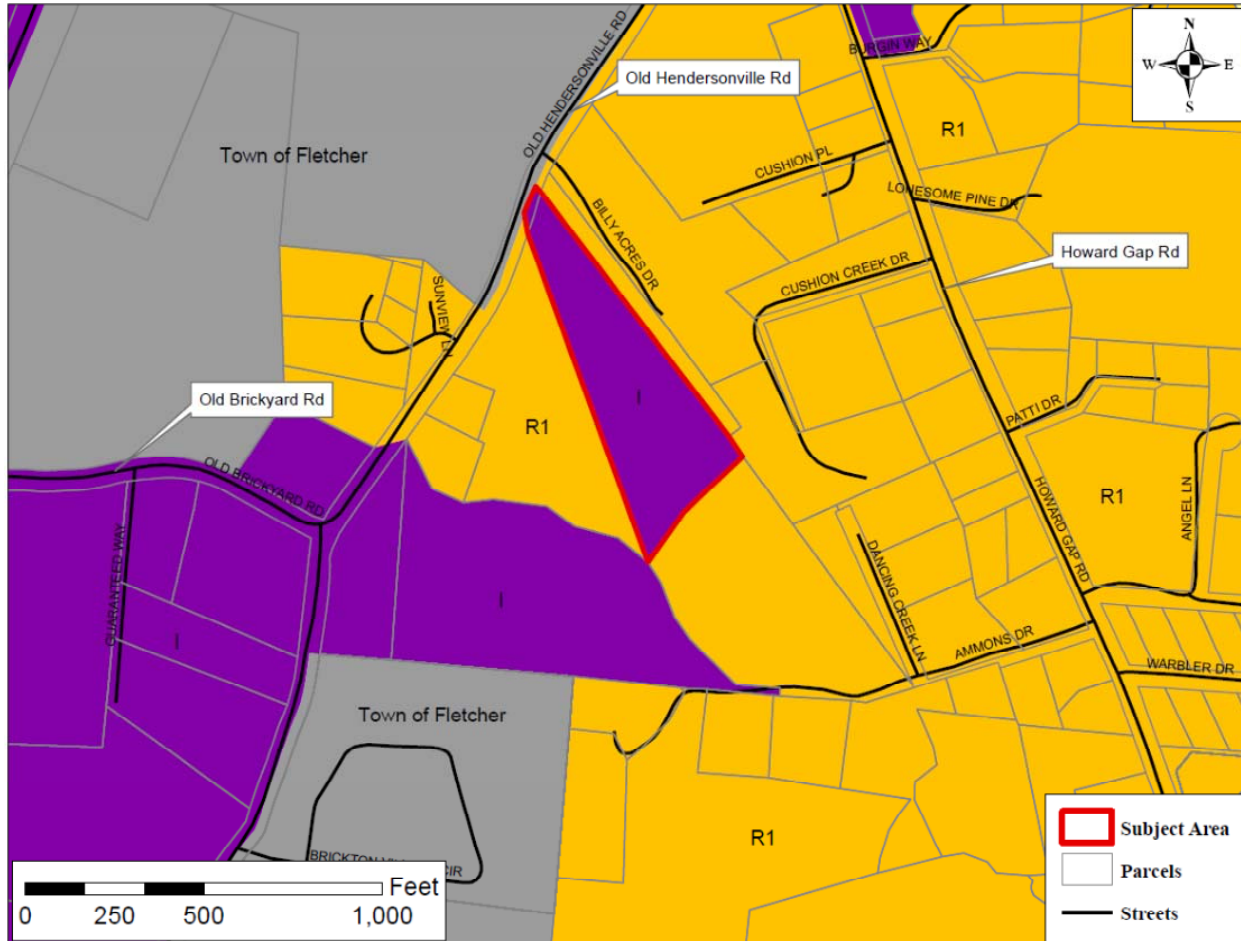 N
W E
S
OLD HENDERSONVILLE RD
Old Hendersonville Rd
BURGIN WAY
R1
Town of Fletcher
CUSHION PL
LONESOME PINE DR
BILLY ACRES DR
Howard Gap Rd
CUSHION CREEK DR
SUNVIEW LN
Old Brickyard Rd
I
R1
PATTI DR
OLD BRICKYARD RD
HOWARD GAP RD
R1
ANGEL LN
GUARANTEED WAY
DANCING CREEK LN
I
I
AMMONS DR
WARBLER DR
Town of Fletcher
R1
Subject Area
Parcels
Streets
Feet
0 250 500 1,000